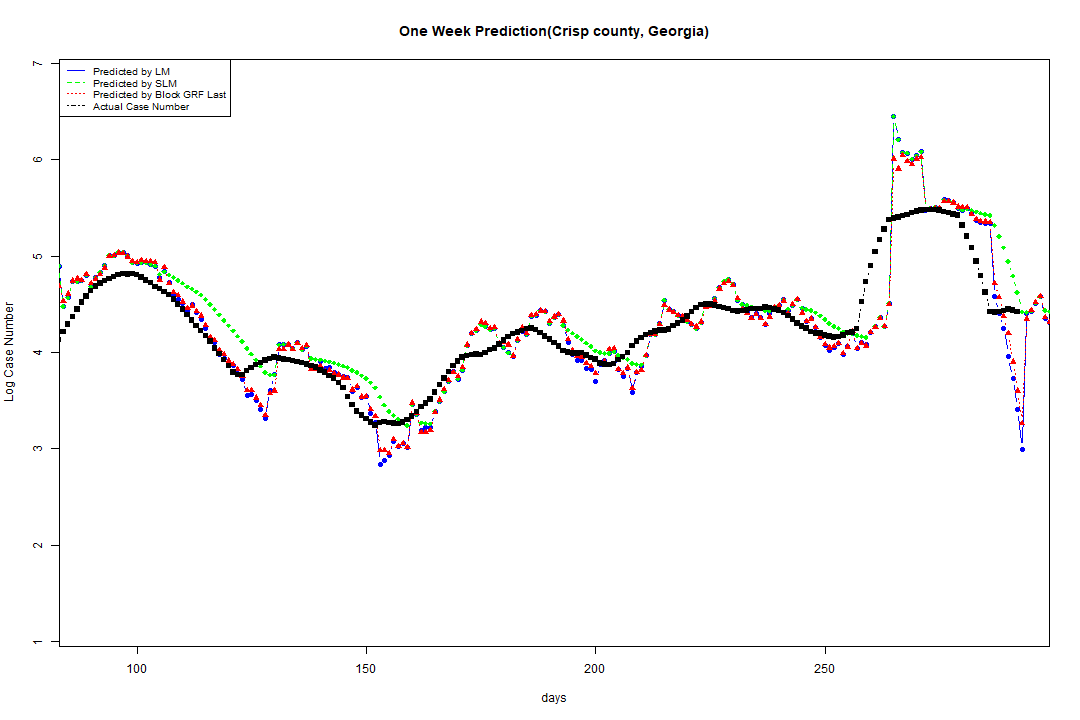 One Week Prediction(Crisp county, Georgia)
Predicted by LM
Predicted by SLM
Predicted by Block GRF Last
Actual Case Number
7
6
5
4
3
2
1
Log Case Number
100 150 200 250
days